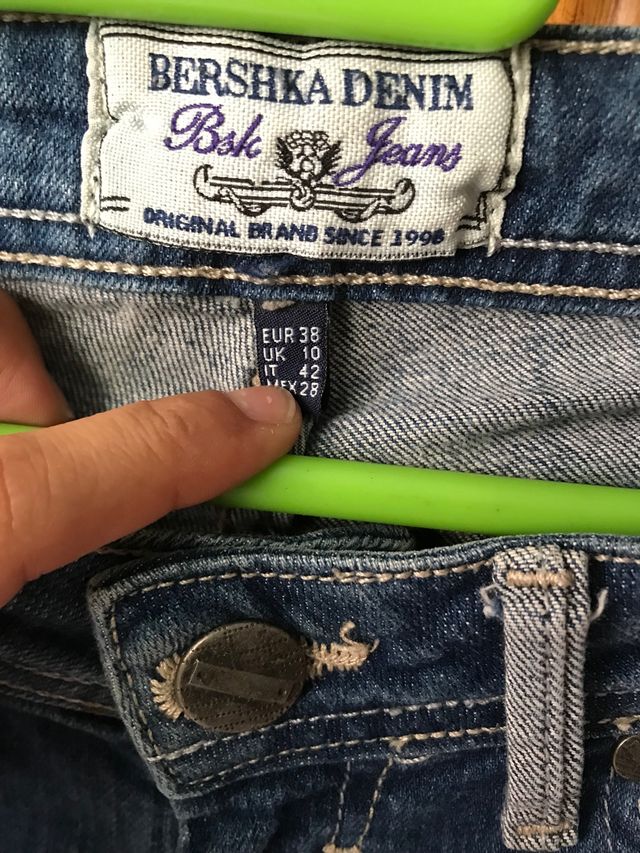 BERSHKA DENIM
Bsk Jeans
ORIGINAL BRAND SINCE 1998
EUR 38
UK 10
IT 42
MEX 28